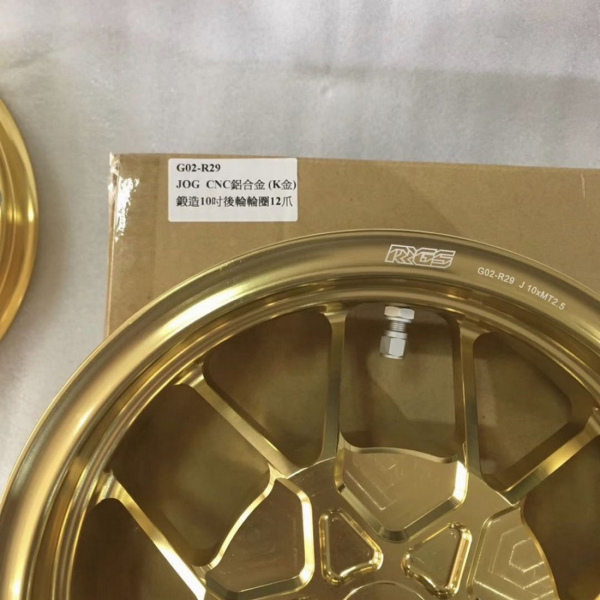 G02-R29
JOG CNC鋁合金 (K金)
鍛造10吋後輪輪圈12爪
RRGS
G02-R29 J 10xMT2.5